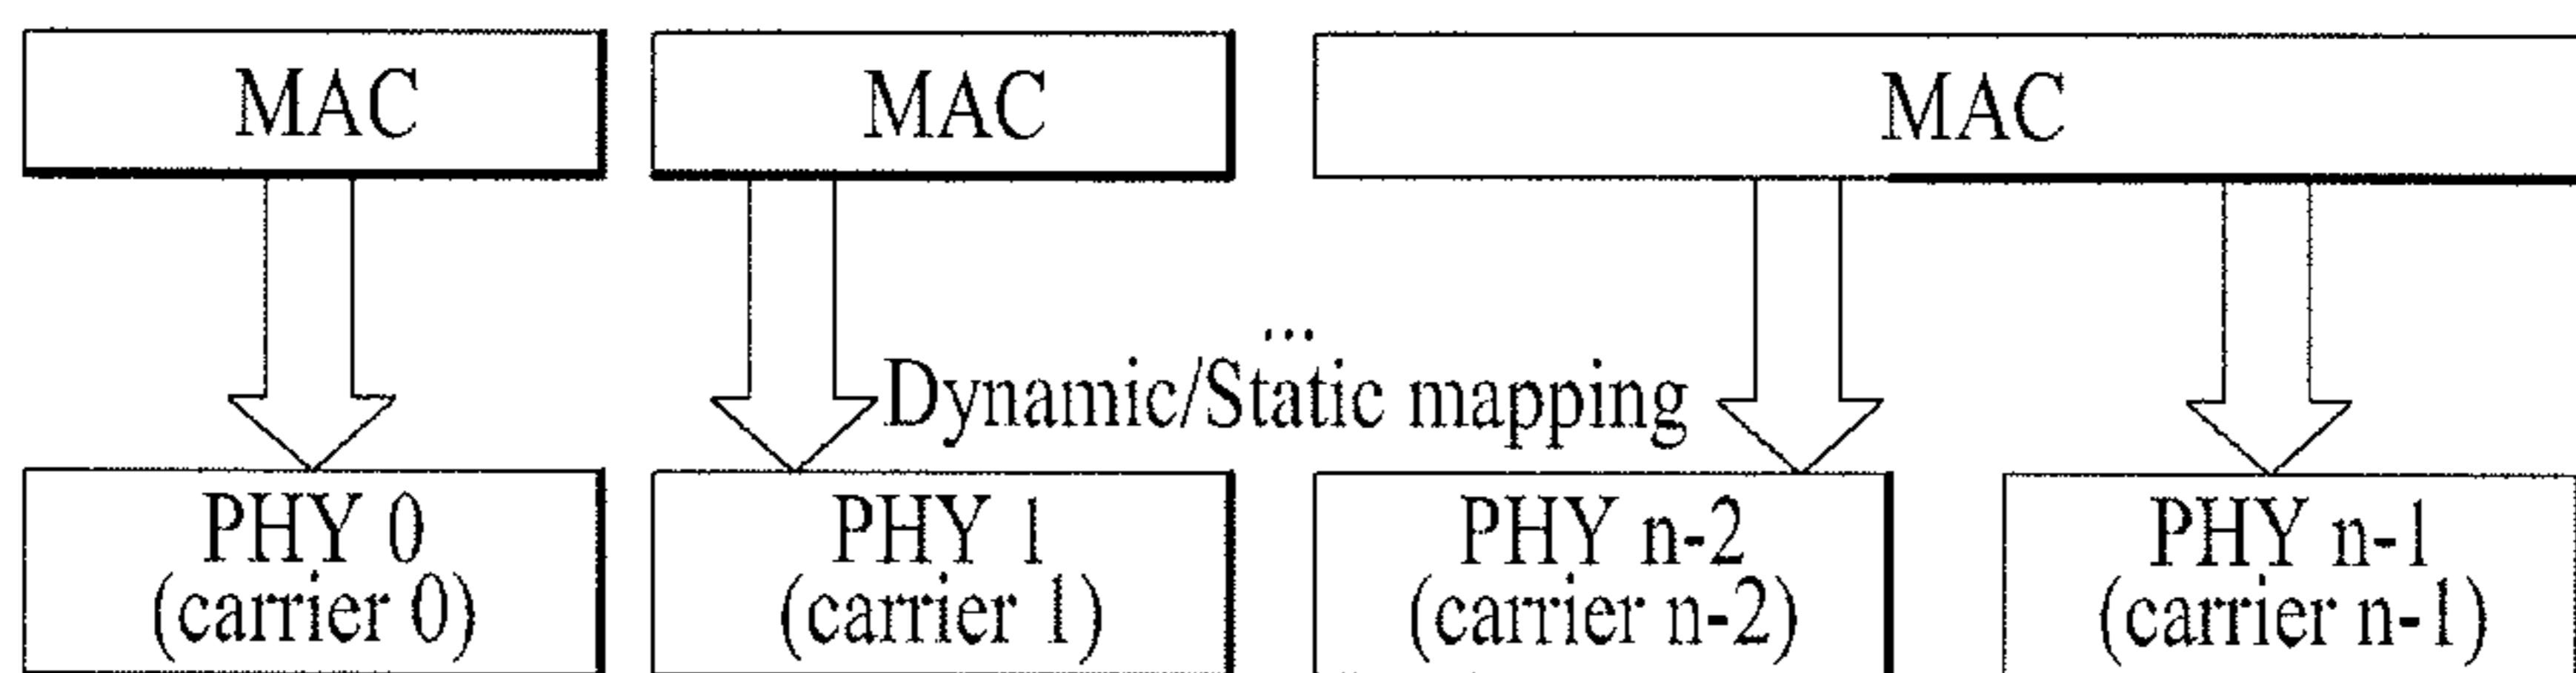 MAC
MAC
MAC
...
Dynamic/Static mapping
PHY 0
(carrier 0)
PHY 1
(carrier 1)
PHY n-2
(carrier n-2)
PHY n-1
(carrier n-1)